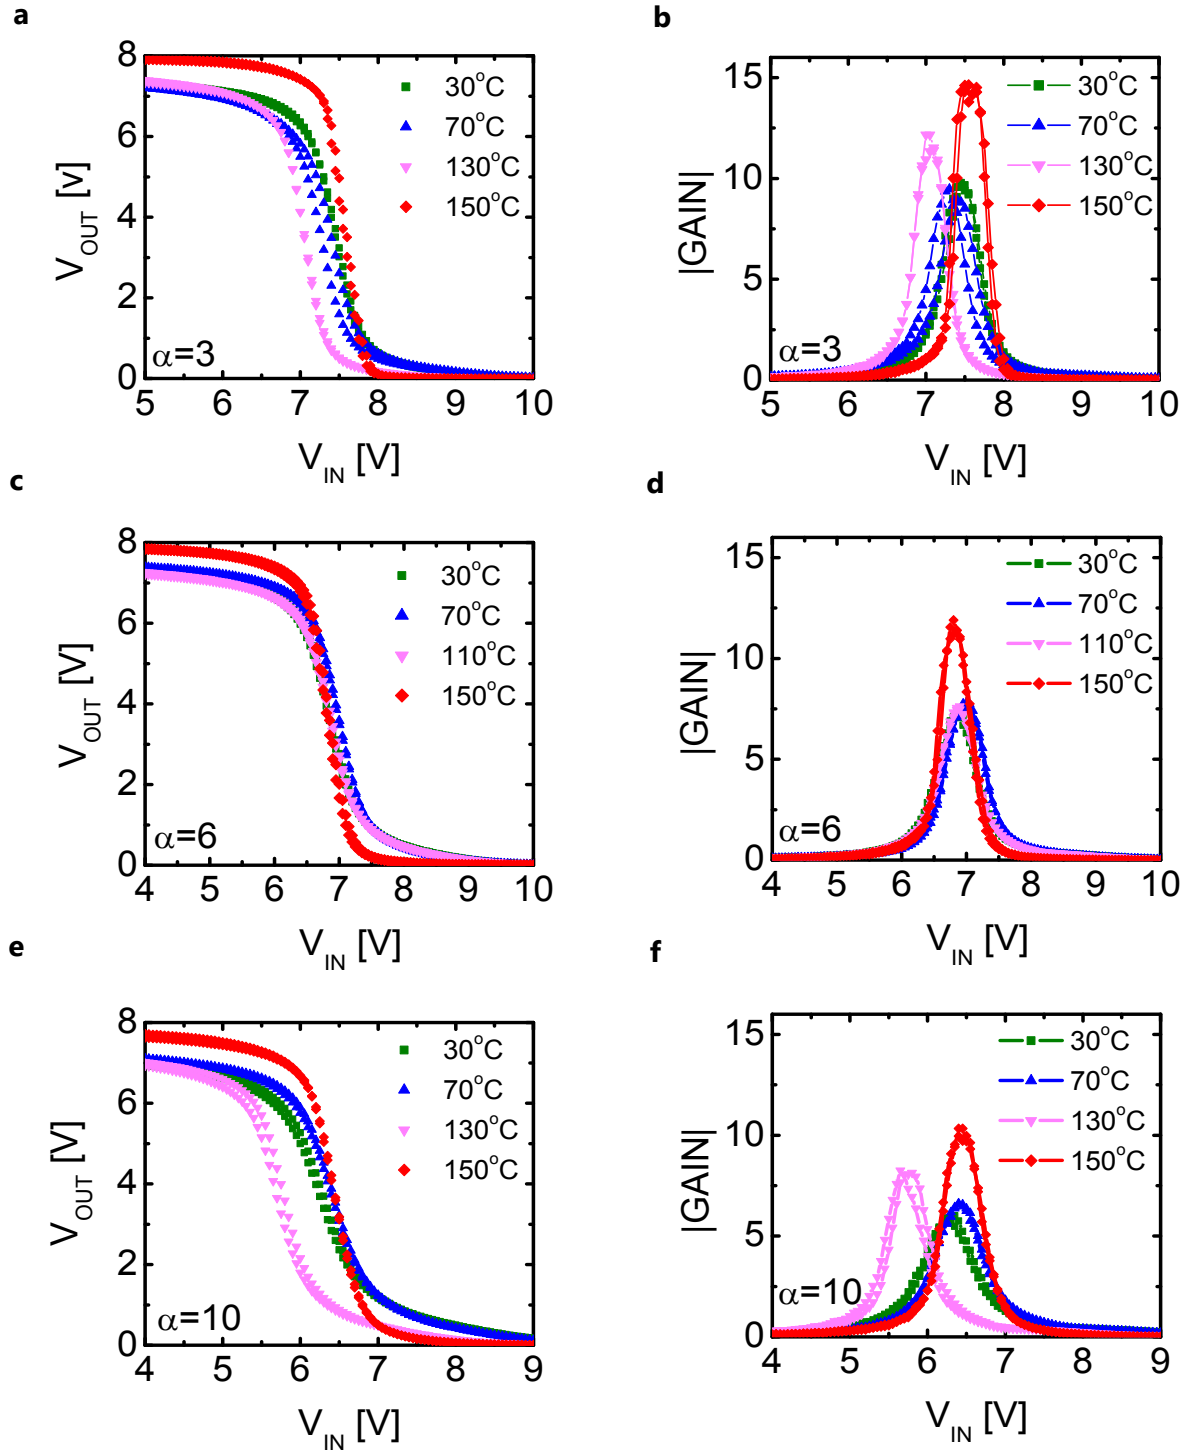 a
8
6
4
2
0
V_OUT [v]
30°C
70°C
130°C
150°C
α=3
5 6 7 8 9 10
V_IN [V]
b
15
10
5
0
|GAIN|
30°C
70°C
130°C
150°C
α=3
5 6 7 8 9 10
V_IN [V]
c
8
6
4
2
0
V_OUT [V]
30°C
70°C
110°C
150°C
α=6
4 5 6 7 8 9 10
V_IN [V]
d
15
10
5
0
|GAIN|
30°C
70°C
110°C
150°C
α=6
4 5 6 7 8 9 10
V_IN [V]
e
8
6
4
2
0
V_OUT [V]
30°C
70°C
130°C
150°C
α=10
4 5 6 7 8 9
V_IN [V]
f
15
10
5
0
|GAIN|
30°C
70°C
130°C
150°C
α=10
4 5 6 7 8 9
V_IN [V]